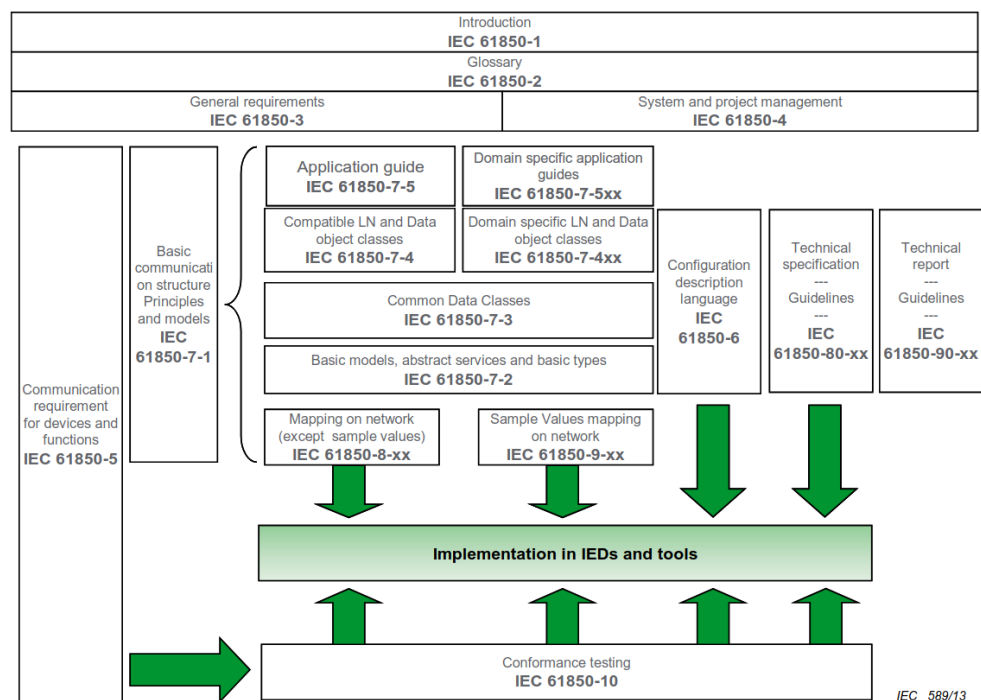 Introduction
IEC 61850-1
Glossary
IEC 61850-2
General requirements
IEC 61850-3
System and project management
IEC 61850-4
Communication
requirement
for devices and
functions
IEC 61850-5
Basic
communicati
on structure
Principles
and models
IEC
61850-7-1
Application guide
IEC 61850-7-5
Domain specific application
guides
IEC 61850-7-5xx
Compatible LN and Data
object classes
IEC 61850-7-4
Domain specific LN and Data
object classes
IEC 61850-7-4xx
Common Data Classes
IEC 61850-7-3
Basic models, abstract services and basic types
IEC 61850-7-2
Mapping on network
(except sample values)
IEC 61850-8-xx
Sample Values mapping
on network
IEC 61850-9-xx
Configuration
description
language
IEC
61850-6
Technical
specification
---
Guidelines
---
IEC
61850-80-xx
Technical
report
---
Guidelines
---
IEC
61850-90-xx
Implementation in IEDs and tools
Conformance testing
IEC 61850-10
IEC 589/13